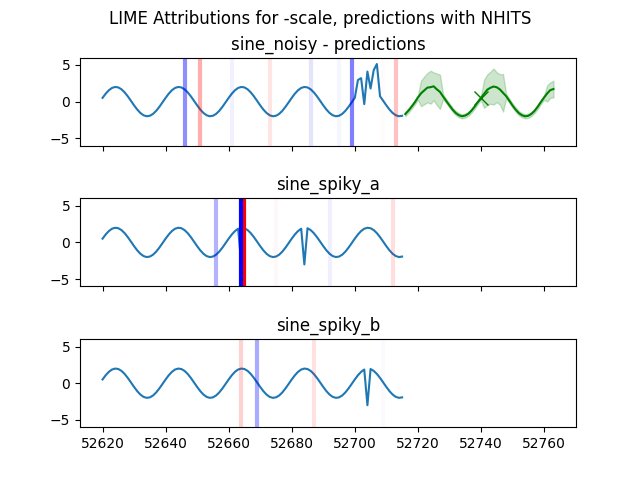 LIME Attributions for -scale, predictions with NHITS
sine_noisy - predictions
5
0
−5
sine_spiky_a
5
0
−5
sine_spiky_b
5
0
−5
52620 52640 52660 52680 52700 52720 52740 52760